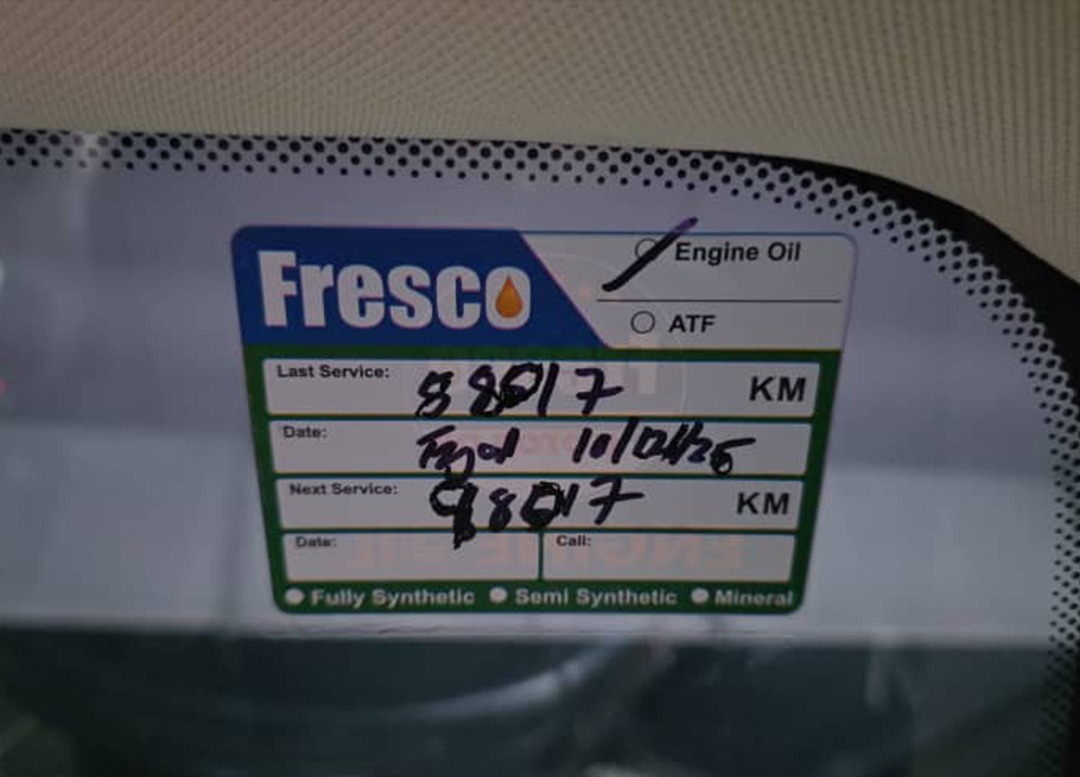 Fresco
Engine Oil
ATF
Last Service: 88017 KM
Date: 10/12/25
Next Service: 98017 KM
Date: Call:
Fully Synthetic Semi Synthetic Mineral